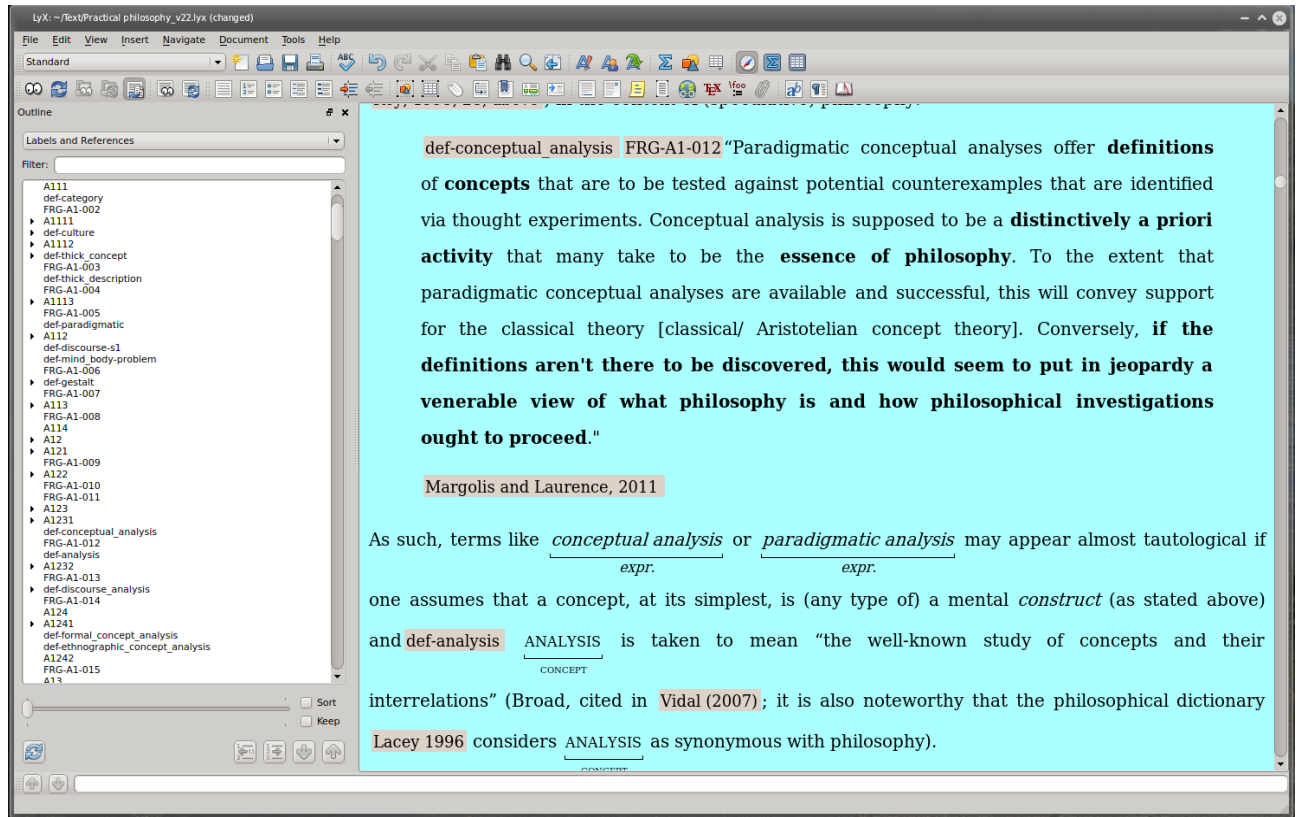 LyX: ~/Text/Practical philosophy_v22.lyx (changed)
File Edit View Insert Navigate Document Tools Help
Standard
Outline
Labels and References
Filter:
A111
def-category
FRG-A1-002
A1111
def-culture
A1112
def-thick_concept
FRG-A1-003
def-thick_description
FRG-A1-004
A1113
FRG-A1-005
def-paradigmatic
A112
def-discourse-s1
def-mind_body-problem
FRG-A1-006
def-gestalt
FRG-A1-007
A113
FRG-A1-008
A114
A12
A121
FRG-A1-009
A122
FRG-A1-010
FRG-A1-011
A123
A1231
def-conceptual_analysis
FRG-A1-012
def-analysis
A1232
FRG-A1-013
def-discourse_analysis
FRG-A1-014
A124
A1241
def-formal_concept_analysis
def-ethnographic_concept_analysis
A1242
FRG-A1-015
A13
Sort
Keep
def-conceptual_analysis FRG-A1-012 “Paradigmatic conceptual analyses offer definitions
of concepts that are to be tested against potential counterexamples that are identified
via thought experiments. Conceptual analysis is supposed to be a distinctively a priori
activity that many take to be the essence of philosophy. To the extent that
paradigmatic conceptual analyses are available and successful, this will convey support
for the classical theory [classical/ Aristotelian concept theory]. Conversely, if the
definitions aren't there to be discovered, this would seem to put in jeopardy a
venerable view of what philosophy is and how philosophical investigations
ought to proceed."
Margolis and Laurence, 2011
As such, terms like conceptual analysis or paradigmatic analysis may appear almost tautological if
expr. expr.
one assumes that a concept, at its simplest, is (any type of) a mental construct (as stated above)
and def-analysis ANALYSIS is taken to mean “the well-known study of concepts and their
CONCEPT
interrelations” (Broad, cited in Vidal (2007); it is also noteworthy that the philosophical dictionary
Lacey 1996 considers ANALYSIS as synonymous with philosophy).
CONCEPT